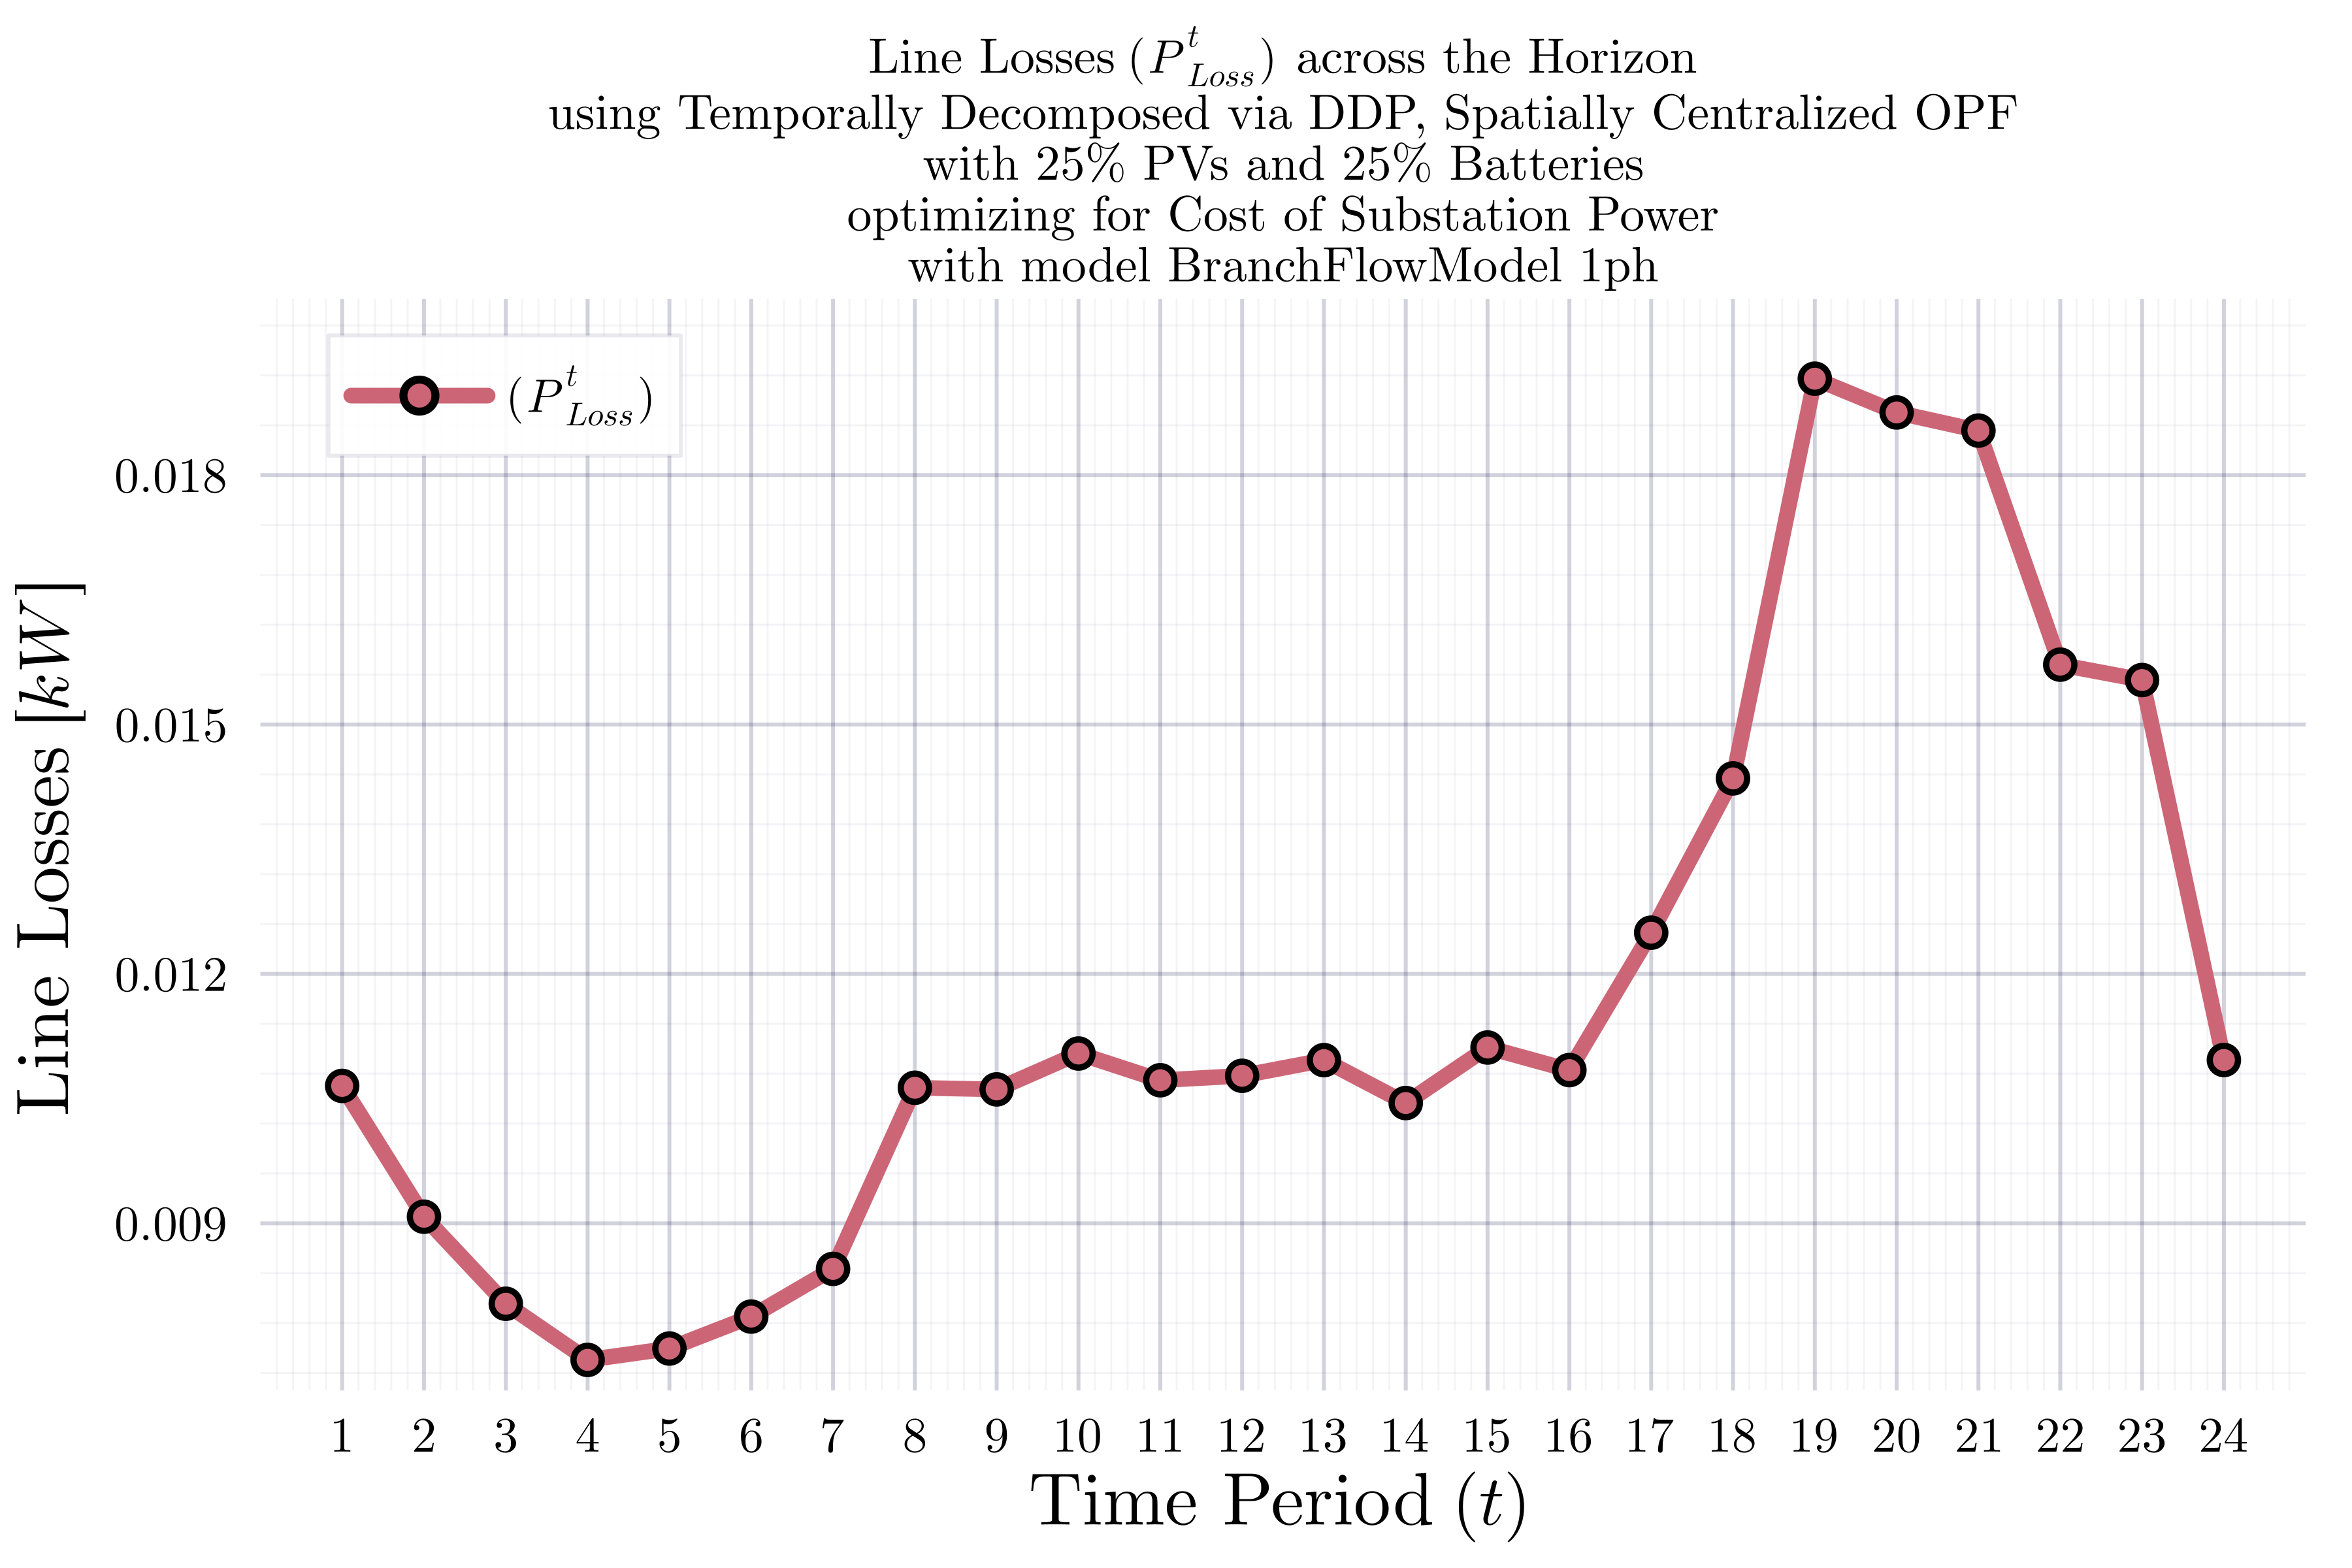 Line Losses (P^t_Loss) across the Horizon
using Temporally Decomposed via DDP, Spatially Centralized OPF
with 25% PVs and 25% Batteries
optimizing for Cost of Substation Power
with model BranchFlowModel 1ph
(P^t_Loss)
0.018
0.015
0.012
0.009
Line Losses [kW]
1 2 3 4 5 6 7 8 9 10 11 12 13 14 15 16 17 18 19 20 21 22 23 24
Time Period (t)